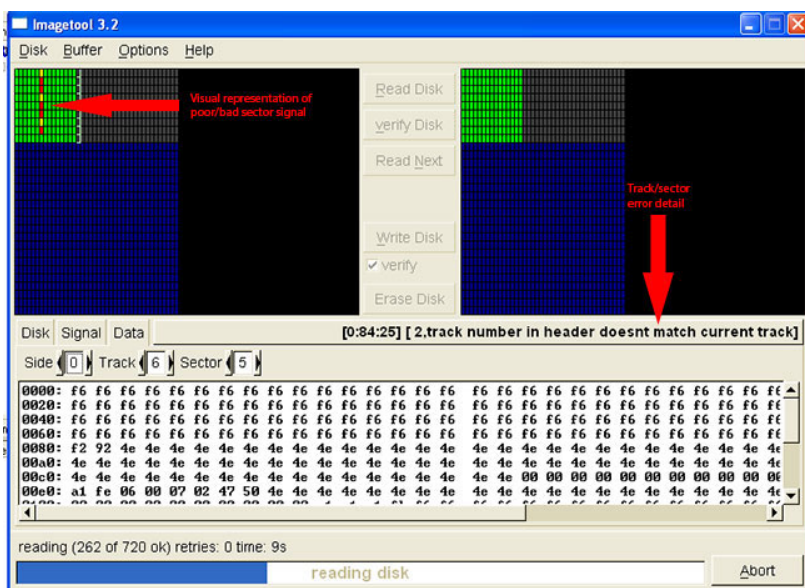 Imagetool 3.2
Disk Buffer Options Help
Visual representation of
poor/bad sector signal
Read Disk
verify Disk
Read Next
Track/sector
error detail
Write Disk
verify
Erase Disk
Disk Signal Data [0:84:25] [ 2,track number in header doesnt match current track]
Side 0 Track 6 Sector 5
0000: f6 f6 f6 f6 f6 f6 f6 f6 f6 f6 f6 f6 f6 f6 f6 f6 f6 f6 f6 f6 f6 f6 f6 f6 f6 f6 f6 f6
0020: f6 f6 f6 f6 f6 f6 f6 f6 f6 f6 f6 f6 f6 f6 f6 f6 f6 f6 f6 f6 f6 f6 f6 f6 f6 f6 f6 f6
0040: f6 f6 f6 f6 f6 f6 f6 f6 f6 f6 f6 f6 f6 f6 f6 f6 f6 f6 f6 f6 f6 f6 f6 f6 f6 f6 f6 f6
0060: f6 f6 f6 f6 f6 f6 f6 f6 f6 f6 f6 f6 f6 f6 f6 f6 f6 f6 f6 f6 f6 f6 f6 f6 f6 f6 f6 f6
0080: f2 92 4e 4e 4e 4e 4e 4e 4e 4e 4e 4e 4e 4e 4e 4e 4e 4e 4e 4e 4e 4e 4e 4e 4e 4e 4e 4e
00a0: 4e 4e 4e 4e 4e 4e 4e 4e 4e 4e 4e 4e 4e 4e 4e 4e 4e 4e 4e 4e 4e 4e 4e 4e 4e 4e 4e 4e
00c0: 4e 4e 4e 4e 4e 4e 4e 4e 4e 4e 4e 4e 4e 4e 4e 4e 4e 4e 00 00 00 00 00 00 00 00 00 00
00e0: a1 fe 06 00 07 02 47 50 4e 4e 4e 4e 4e 4e 4e 4e 4e 4e 4e 4e 4e 4e 4e 4e 4e 4e 4e 4e
reading (262 of 720 ok) retries: 0 time: 9s
reading disk
Abort